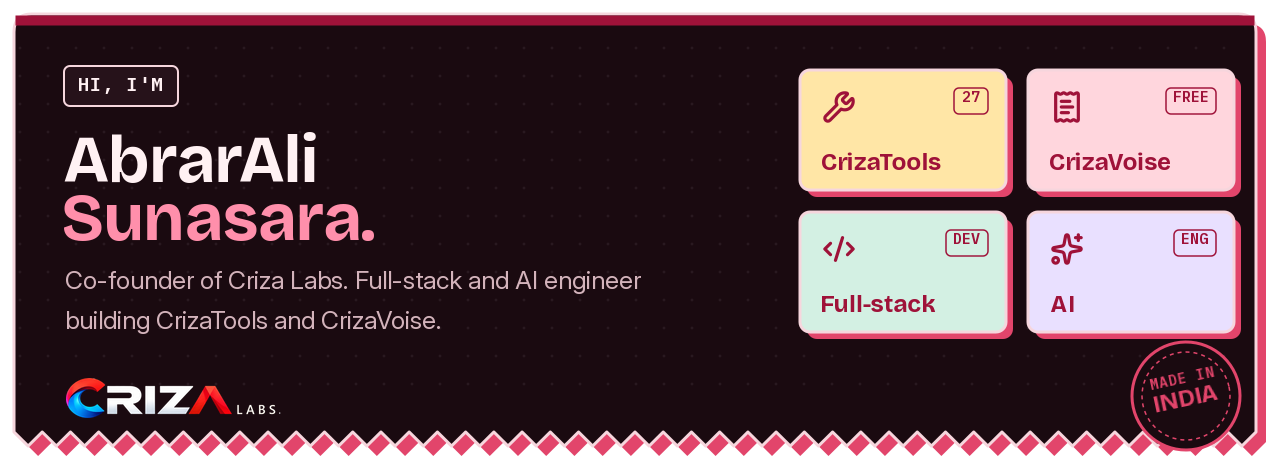 HI, I'M
AbrarAli
Sunasara.
Co-founder of Criza Labs. Full-stack and AI engineer
building CrizaTools and CrizaVoise.
CRIZA LABS.
27
CrizaTools
FREE
CrizaVoise
DEV
Full-stack
ENG
AI
MADE IN
INDIA